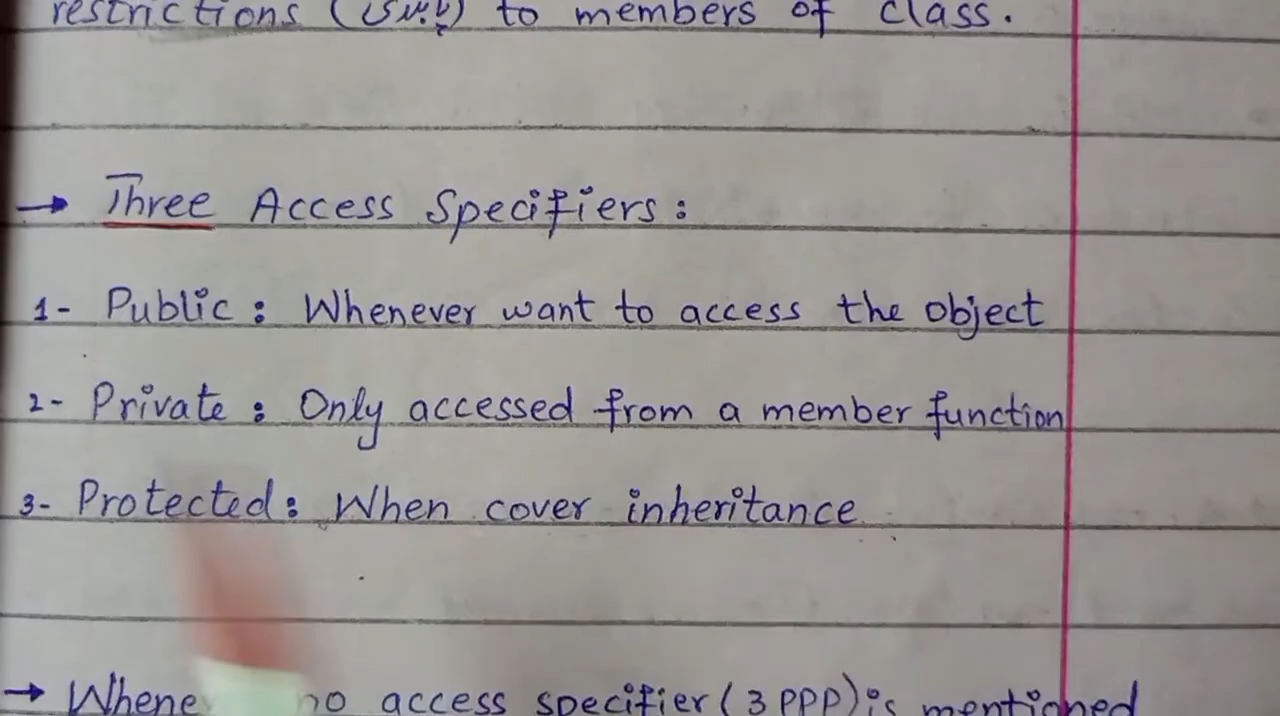 restrictions (پابندی) to members of class.
→ Three Access Specifiers:
1- Public: Whenever want to access the object
2- Private: Only accessed from a member function
3- Protected: When cover inheritance
→ no access specifier (3 PPP) is mentioned